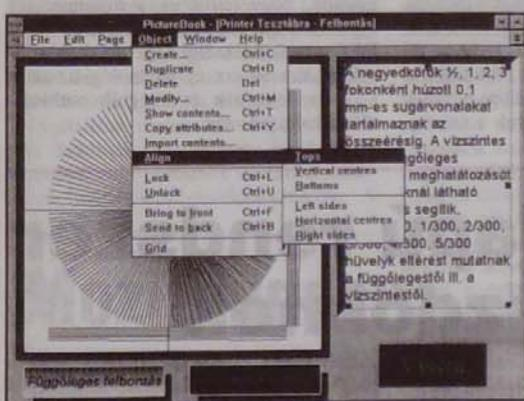 PictureBook - [Printer Tesztábra - Felbontás]
File Edit Page Object Window Help
Create... Ctrl+C
Duplicate Ctrl+D
Delete Del
Modify... Ctrl+M
Show contents... Ctrl+T
Copy attributes... Ctrl+Y
Import contents...
Align
Lock Ctrl+L
Unlock Ctrl+U
Bring to front Ctrl+F
Send to back Ctrl+B
Grid
Tops
Vertical centres
Bottoms
Left sides
Horizontal centres
Right sides
A negyedkörök ½, 1, 2, 3
fokonként húzott 0,1
mm-es sugárvonalakat
tartalmaznak az
összeérésig. A vízszintes
meghatározását
látható
segítik.
1/300, 2/300,
4/300, 5/300
hüvelyk eltérést mutatnak
a függőlegestől ill. a
vízszintestől.
Függőleges felbontás